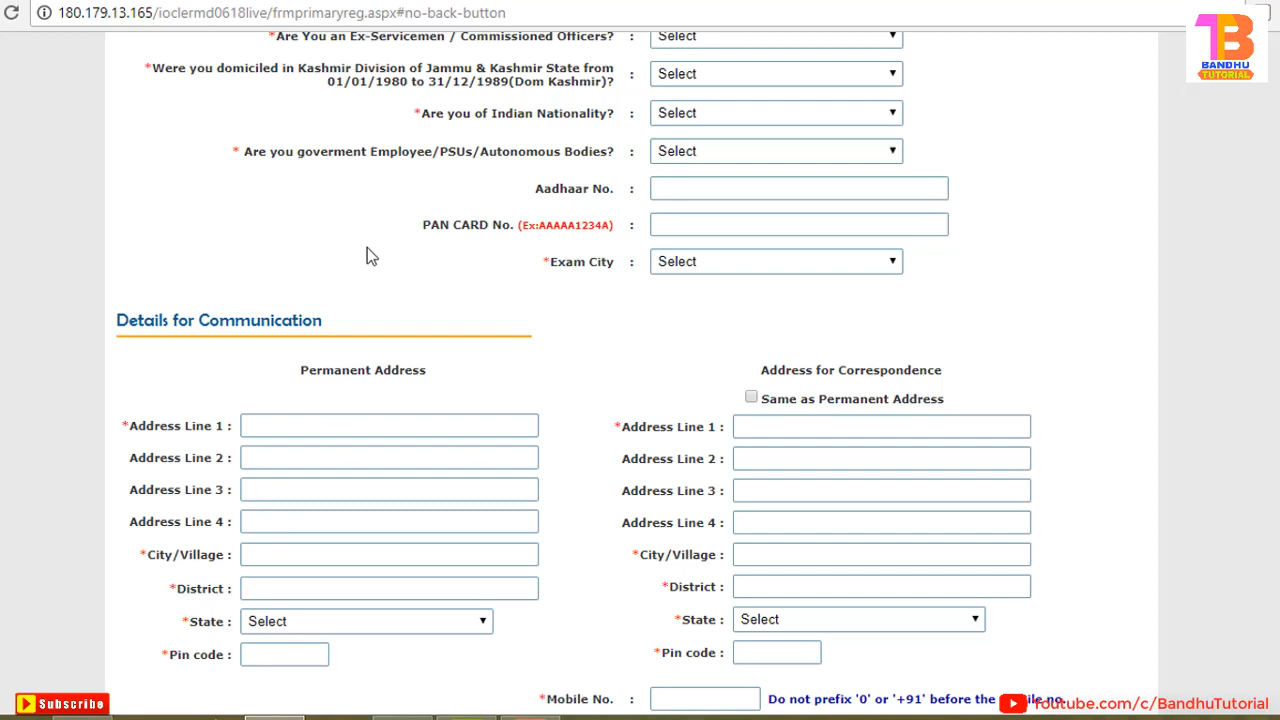 180.179.13.165/ioclermd0618live/frmprimaryreg.aspx#no-back-button
BANDHU
TUTORIAL
*Are You an Ex-Servicemen / Commissioned Officers? : Select
*Were you domiciled in Kashmir Division of Jammu & Kashmir State from
01/01/1980 to 31/12/1989(Dom Kashmir)? : Select
*Are you of Indian Nationality? : Select
* Are you goverment Employee/PSUs/Autonomous Bodies? : Select
Aadhaar No. :
PAN CARD No. (Ex:AAAAA1234A) :
*Exam City : Select
Details for Communication
Permanent Address
Address for Correspondence
Same as Permanent Address
*Address Line 1 :
*Address Line 1 :
Address Line 2 :
Address Line 2 :
Address Line 3 :
Address Line 3 :
Address Line 4 :
Address Line 4 :
*City/Village :
*City/Village :
*District :
*District :
*State : Select
*State : Select
*Pin code :
*Pin code :
*Mobile No. : Do not prefix '0' or '+91' before the
Subscribe
Youtube.com/c/BandhuTutorial